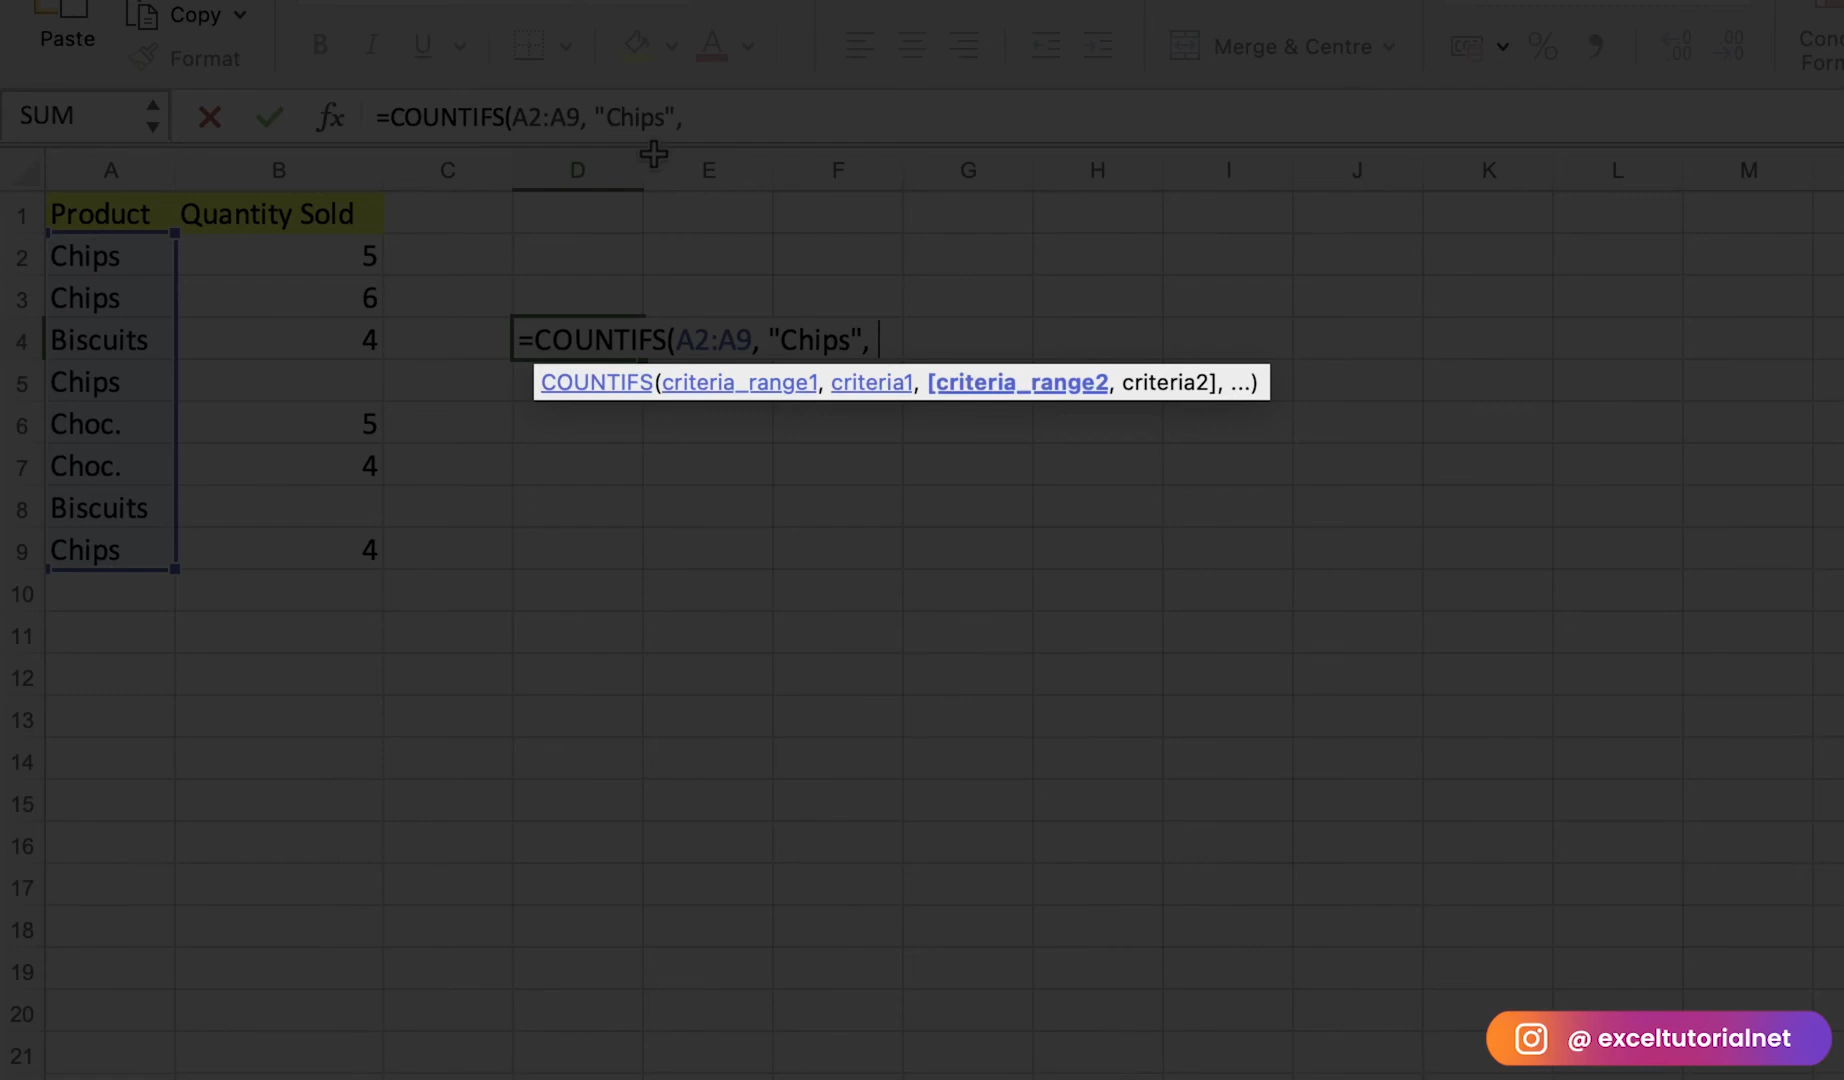 Paste
Copy
Format
B I U
A
Merge & Centre
%
SUM
fx =COUNTIFS(A2:A9, "Chips",
A B C D E F G H I J K L M
1 Product Quantity Sold
2 Chips 5
3 Chips 6
4 Biscuits 4 =COUNTIFS(A2:A9, "Chips",
COUNTIFS(criteria_range1, criteria1, [criteria_range2, criteria2], ...)
5 Chips
6 Choc. 5
7 Choc. 4
8 Biscuits
9 Chips 4
10
11
12
13
14
15
16
17
18
19
20
21
@ exceltutorialnet